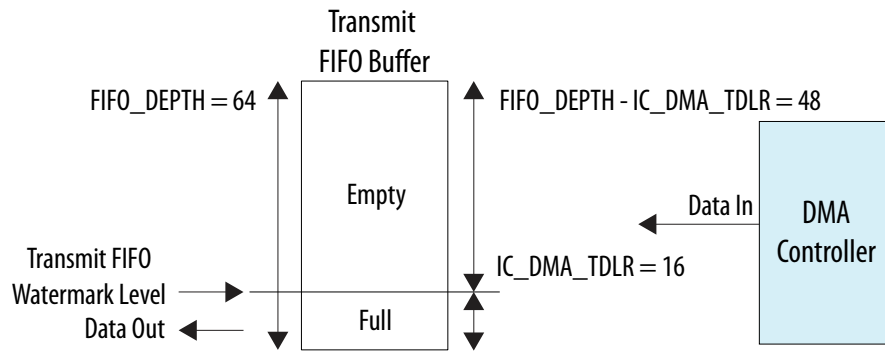 Transmit
FIFO Buffer
FIFO_DEPTH = 64
FIFO_DEPTH - IC_DMA_TDLR = 48
Empty
Data In
DMA
Controller
Transmit FIFO
Watermark Level
IC_DMA_TDLR = 16
Data Out
Full